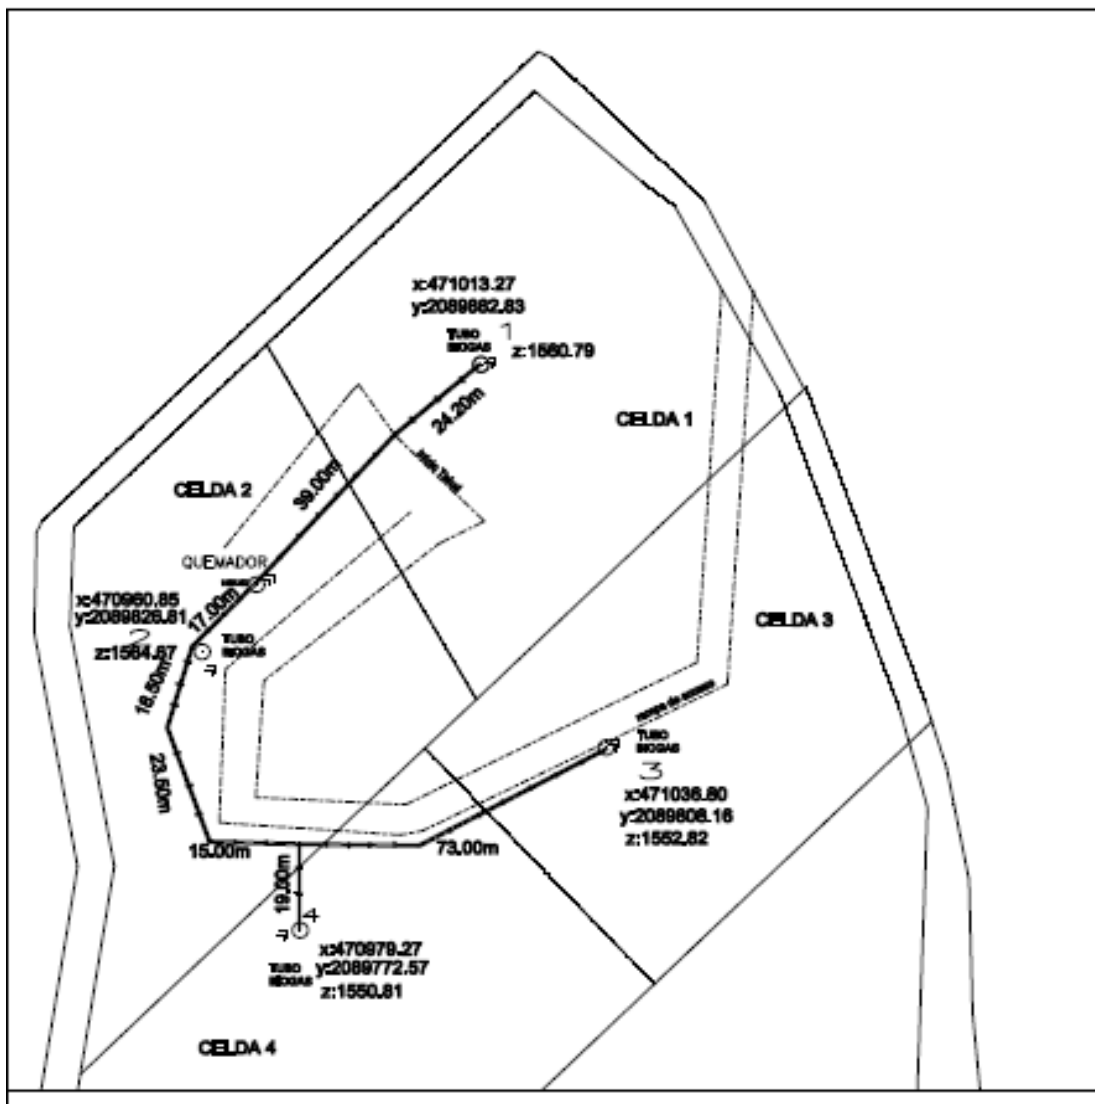 x:471013.27
y:2089882.83
TUBO
BIOGAS
1
z:1560.79
24.20m
CELDA 1
39.00m
CELDA 2
QUEMADOR
x:470960.85
y:2089826.81
2
z:1564.67
17.00m
TUBO
BIOGAS
18.50m
CELDA 3
rampa de acceso
23.50m
TUBO
BIOGAS
3
x:471036.80
y:2089808.16
z:1552.82
15.00m
73.00m
19.00m
4
x:470979.27
y:2089772.57
z:1550.81
TUBO
BIOGAS
CELDA 4